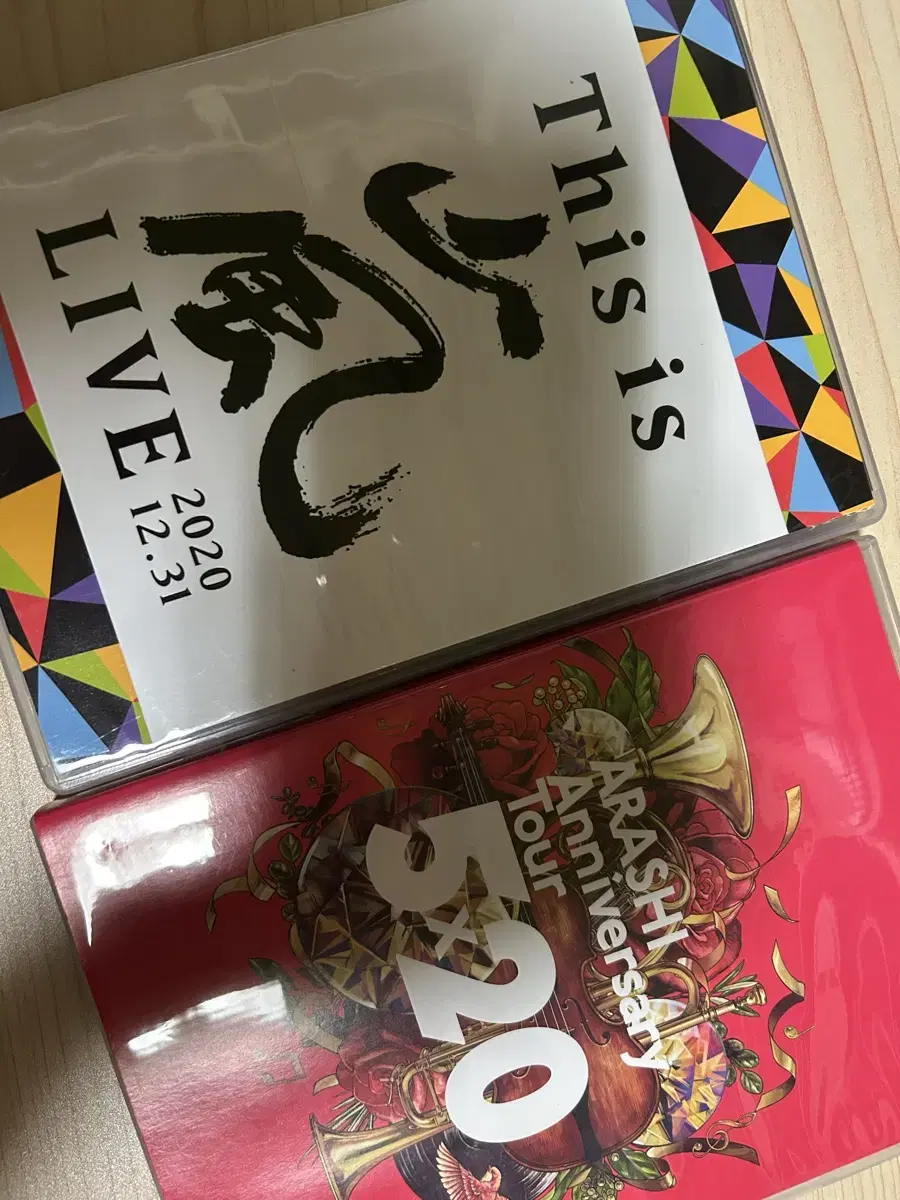 This is
嵐
LIVE
2020
12.31
ARASHI
Anniversary
Tour
5×20